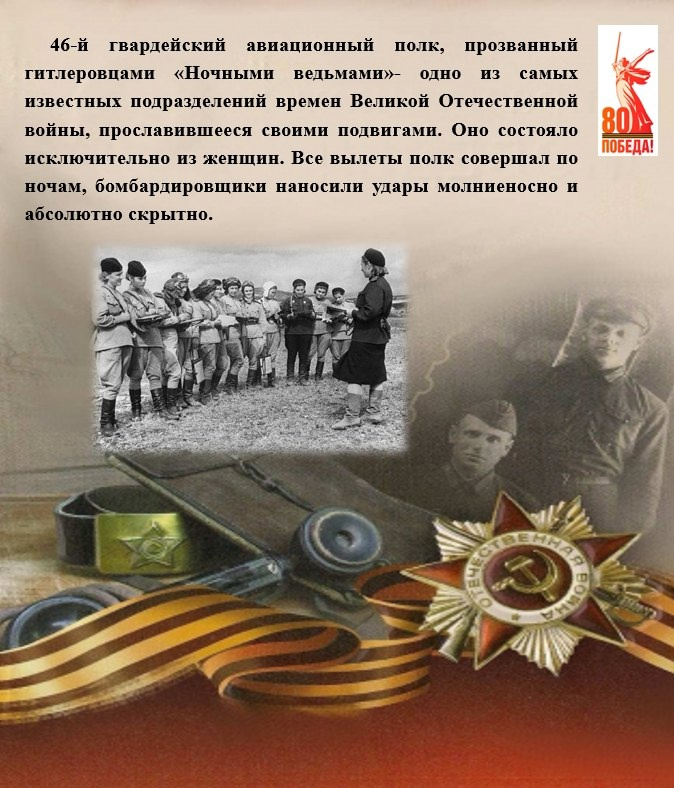 46-й гвардейский авиационный полк, прозванный
гитлеровцами «Ночными ведьмами»- одно из самых
известных подразделений времен Великой Отечественной
войны, прославившееся своими подвигами. Оно состояло
исключительно из женщин. Все вылеты полк совершал по
ночам, бомбардировщики наносили удары молниеносно и
абсолютно скрытно.
80
ПОБЕДА!
ОТЕЧЕСТВЕННАЯ ВОЙНА